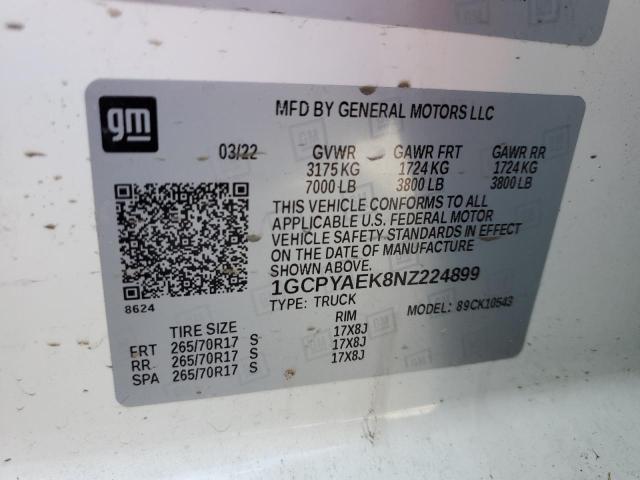 gm
MFD BY GENERAL MOTORS LLC
03/22 GVWR GAWR FRT GAWR RR
3175 KG 1724 KG 1724 KG
7000 LB 3800 LB 3800 LB
THIS VEHICLE CONFORMS TO ALL
APPLICABLE U.S. FEDERAL MOTOR
VEHICLE SAFETY STANDARDS IN EFFECT
ON THE DATE OF MANUFACTURE
SHOWN ABOVE.
1GCPYAEK8NZ224899
8624
TYPE: TRUCK MODEL: 89CK10543
TIRE SIZE RIM
FRT 265/70R17 S 17X8J
RR 265/70R17 S 17X8J
SPA 265/70R17 S 17X8J